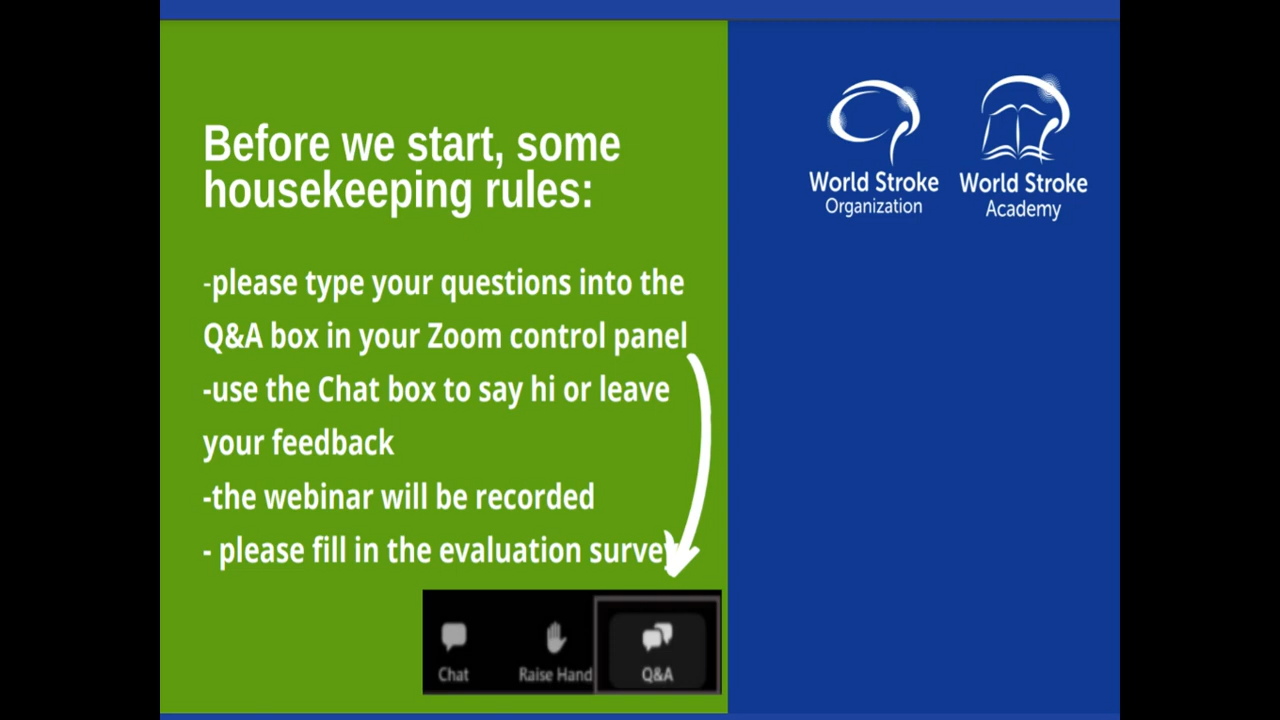 Before we start, some
housekeeping rules:
-please type your questions into the
Q&A box in your Zoom control panel
-use the Chat box to say hi or leave
your feedback
-the webinar will be recorded
- please fill in the evaluation survey
Chat
Raise Hand
Q&A
World Stroke
Organization
World Stroke
Academy